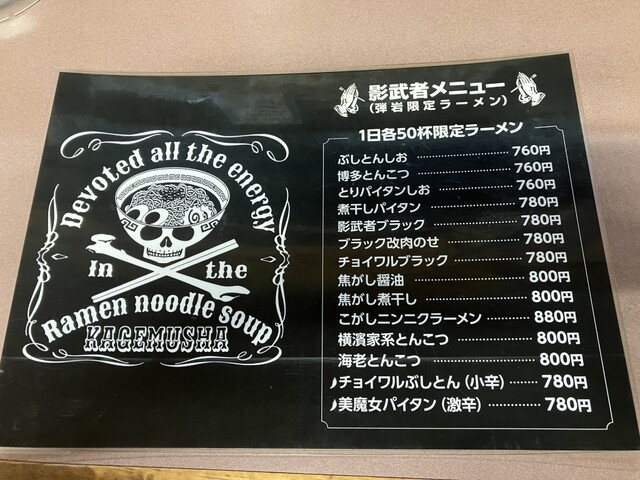 Devoted all the energy
in the
Ramen noodle soup
KAGEMUSHA
影武者メニュー
(弾岩限定ラーメン)
1日各50杯限定ラーメン
ぶしとんしお 760円
博多とんこつ 760円
とりパイタンしお 760円
煮干しパイタン 780円
影武者ブラック 780円
ブラック改肉のせ 780円
チョイワルブラック 780円
焦がし醤油 800円
焦がし煮干し 800円
こがしニンニクラーメン 880円
横濱家系とんこつ 800円
海老とんこつ 800円
チョイワルぶしとん(小辛) 780円
美魔女パイタン(激辛) 780円